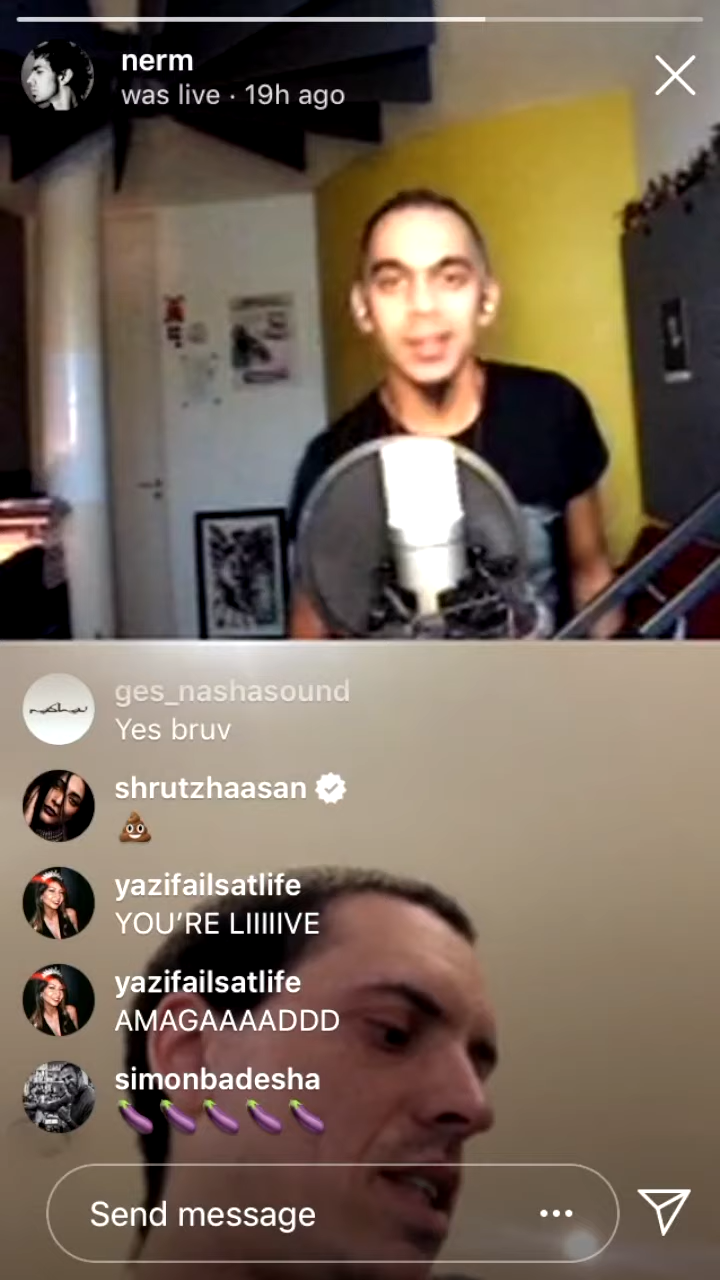 nerm
was live · 19h ago
ges_nashasound
Yes bruv
shrutzhaasan
💩
yazifailsatlife
YOU'RE LIIIIIVE
yazifailsatlife
AMAGAAAADDD
simonbadesha
🍆🍆🍆🍆🍆
Send message